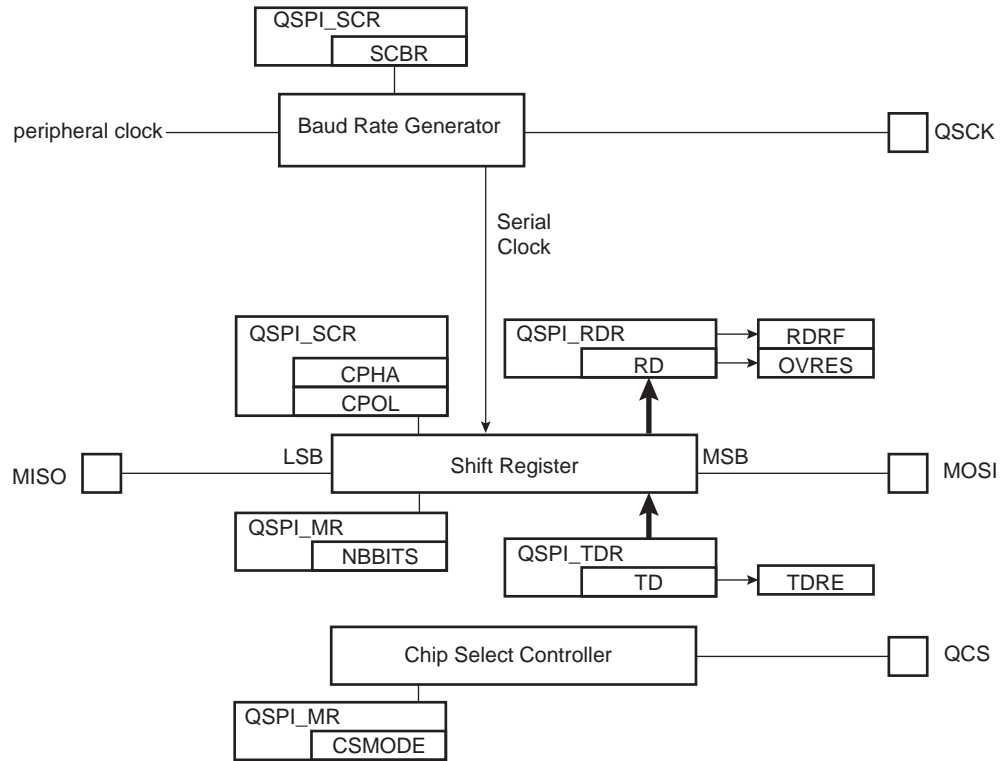 QSPI_SCR
SCBR
peripheral clock
Baud Rate Generator
QSCK
Serial
Clock
QSPI_SCR
CPHA
CPOL
QSPI_RDR
RD
RDRF
OVRES
MISO
LSB
Shift Register
MSB
MOSI
QSPI_MR
NBBITS
QSPI_TDR
TD
TDRE
Chip Select Controller
QCS
QSPI_MR
CSMODE